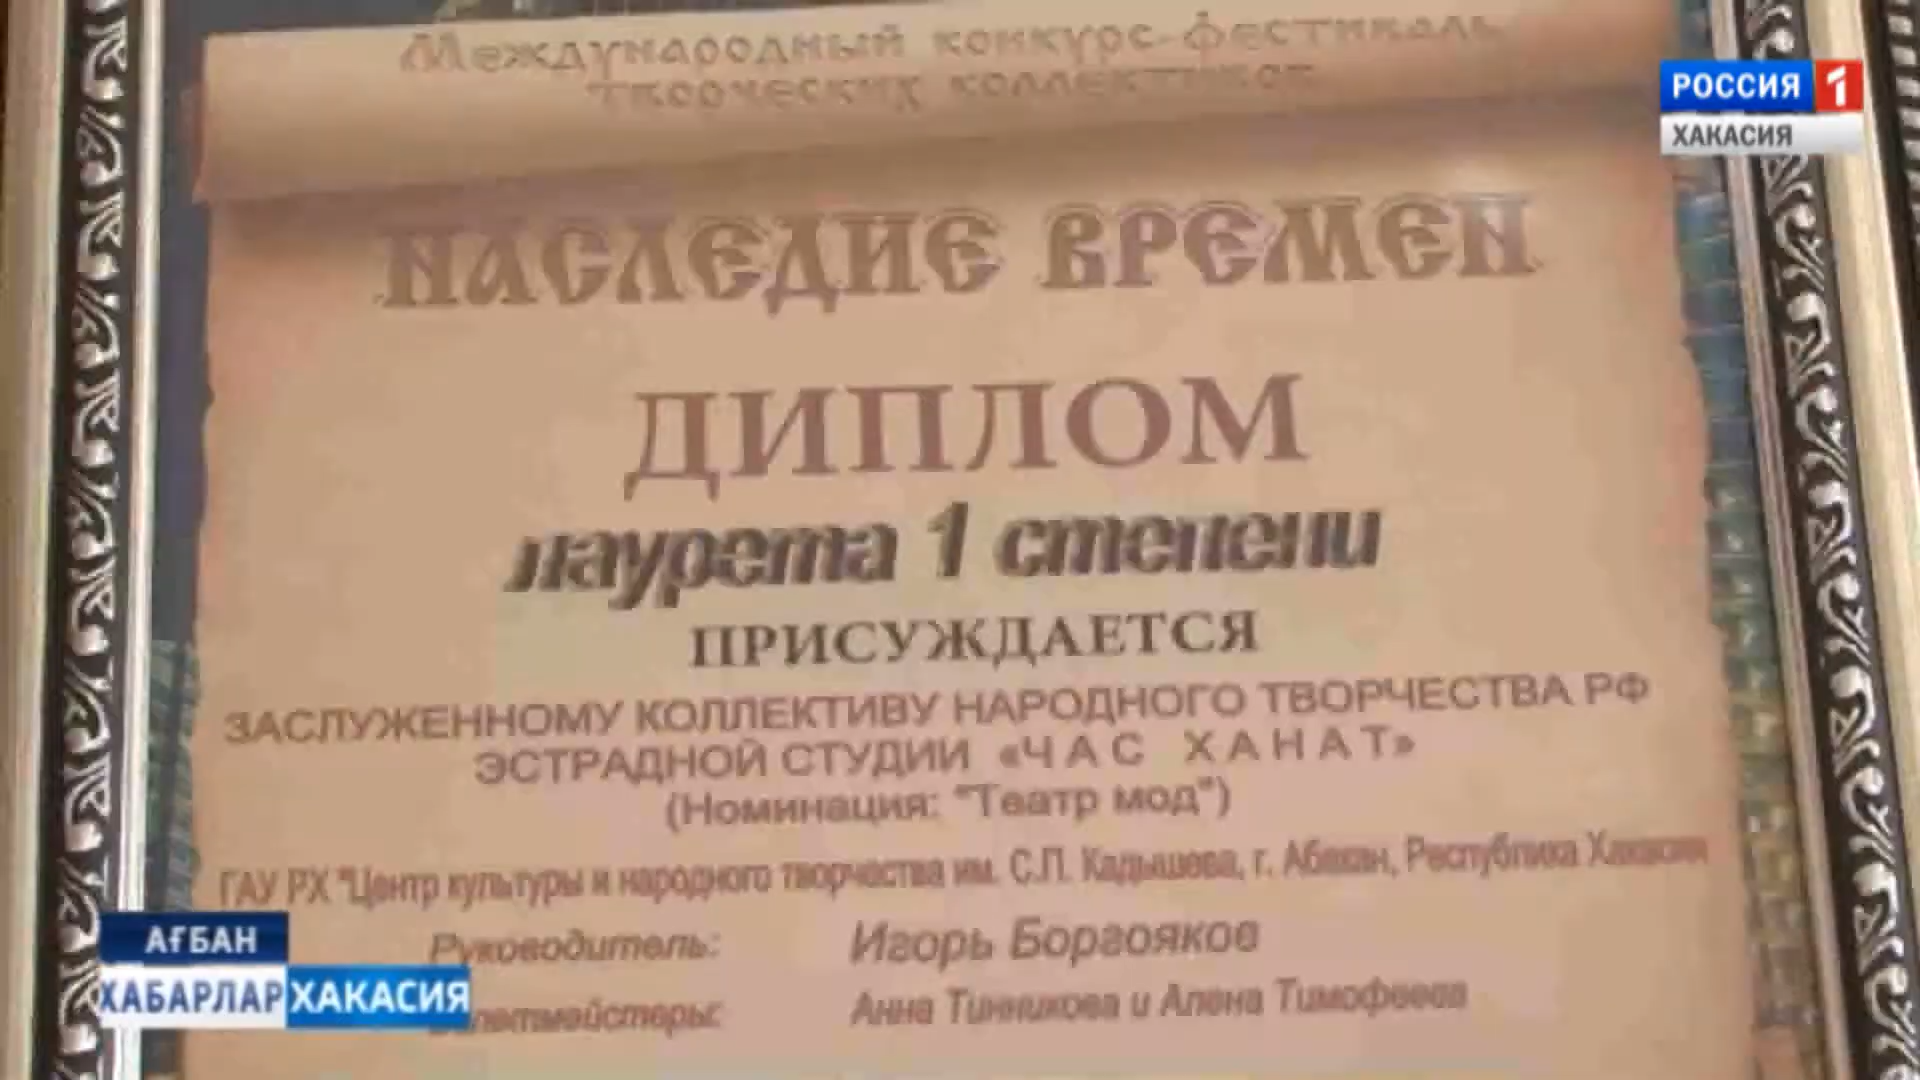 Международный конкурс-фестиваль
творческих коллективов
РОССИЯ 1
ХАКАСИЯ
НАСЛЕДИЕ ВРЕМЕН
ДИПЛОМ
лаурета 1 степени
ПРИСУЖДАЕТСЯ
ЗАСЛУЖЕННОМУ КОЛЛЕКТИВУ НАРОДНОГО ТВОРЧЕСТВА РФ
ЭСТРАДНОЙ СТУДИИ «ЧАС ХАНАТ»
(Номинация: "Театр мод")
ГАУ РХ "Центр культуры и народного творчества им. С.П. Кадышева, г. Абакан, Республика Хакасия
Руководитель: Игорь Боргояков
Анна Тинникова и Алена Тимофеева
АҒБАН
ХАБАРЛАР ХАКАСИЯ